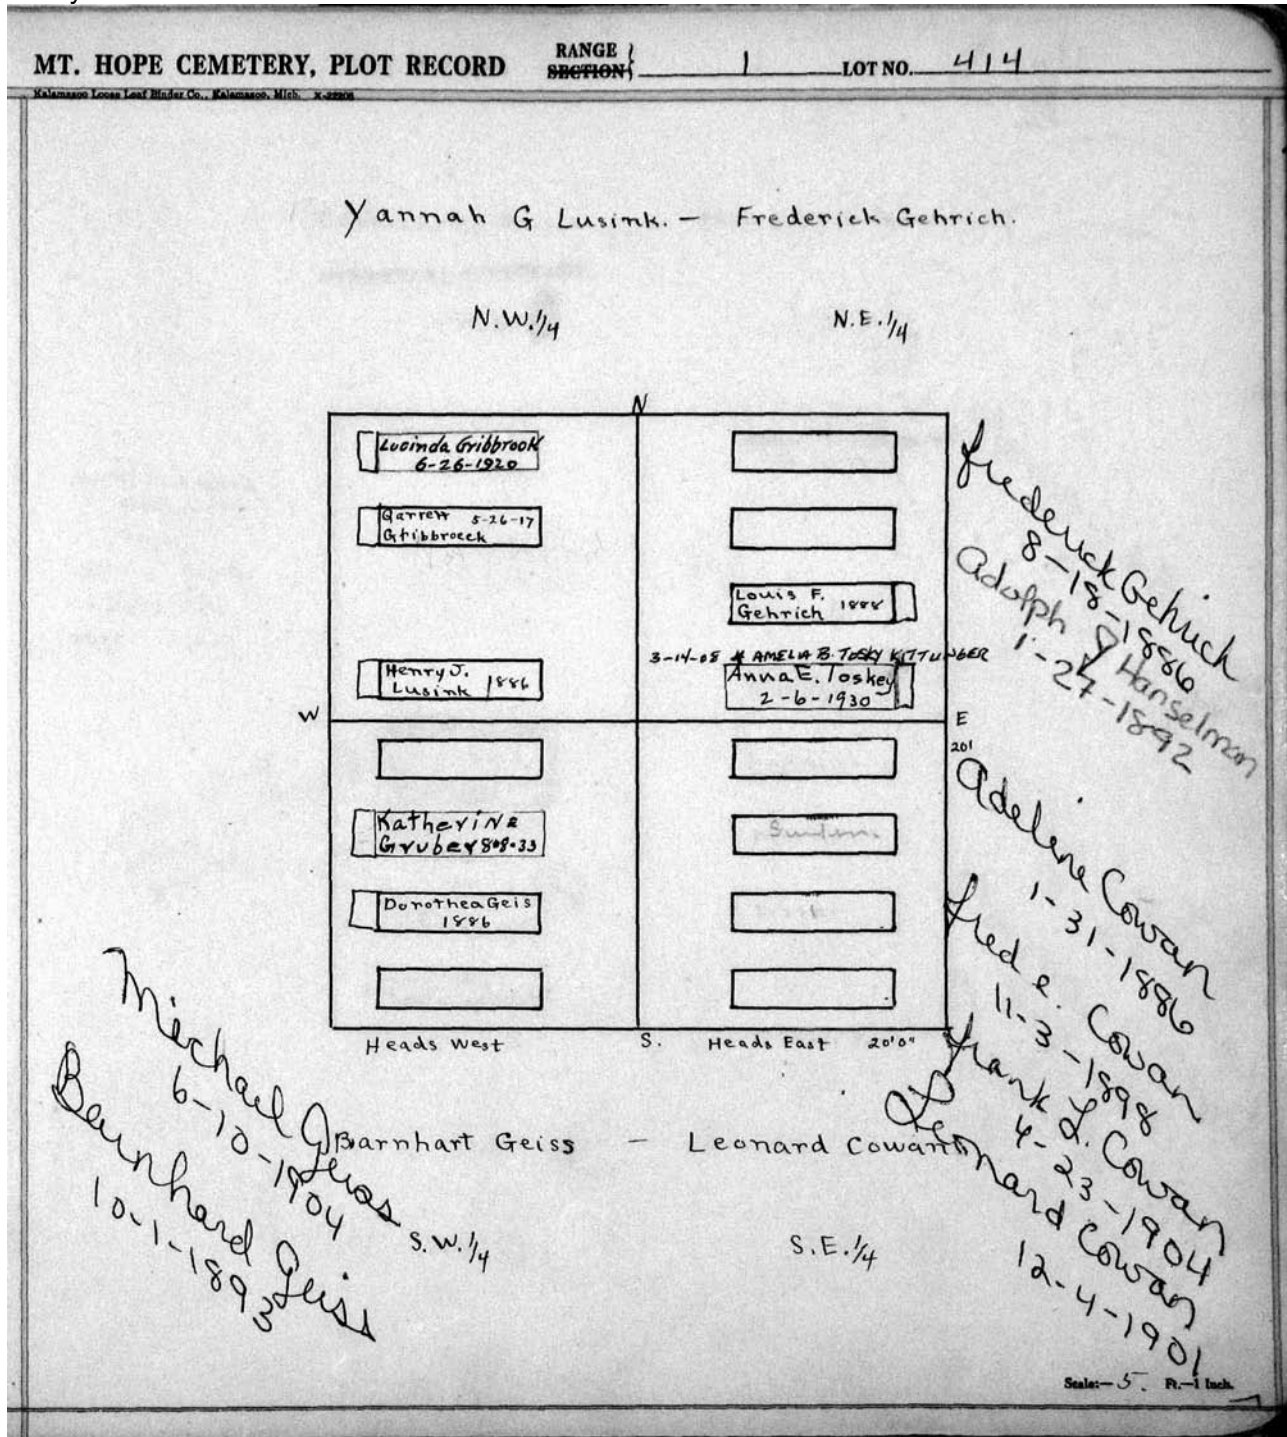 MT. HOPE CEMETERY, PLOT RECORD RANGE SECTION 1 LOT NO. 414
Kalamazoo Loose Leaf Binder Co., Kalamazoo, Mich.
Yannah G Lusink. – Frederick Gehrich.
N.W. 1/4 N.E. 1/4
N
Lucinda Gribbrook
6-26-1920
Garrett 5-26-17
Gribbroeck
Louis F.
Gehrich 1888
3-14-08 & AMELIA B. TOSKY KITTLINGER
Anna E. Toskey
2-6-1930
Henry J.
Lusink 1886
W E
20'
Katherine
Gruber 8-8-33
Dorothea Geis
1886
Heads West S. Heads East 20'0"
Barnhart Geiss – Leonard Cowan
S.W. 1/4 S.E. 1/4
Frederick Gehrich
8-18-1886
Adolph J Hanselman
1-27-1892
Adeline Cowan
1-31-1886
Fred e. Cowan
11-3-1898
Frank L. Cowan
4-23-1904
Leonard Cowan
12-4-1901
Michael Geiss
6-10-1904
Bernhard Geiss
10-1-1893
Scale:— 5. Ft.—1 Inch.